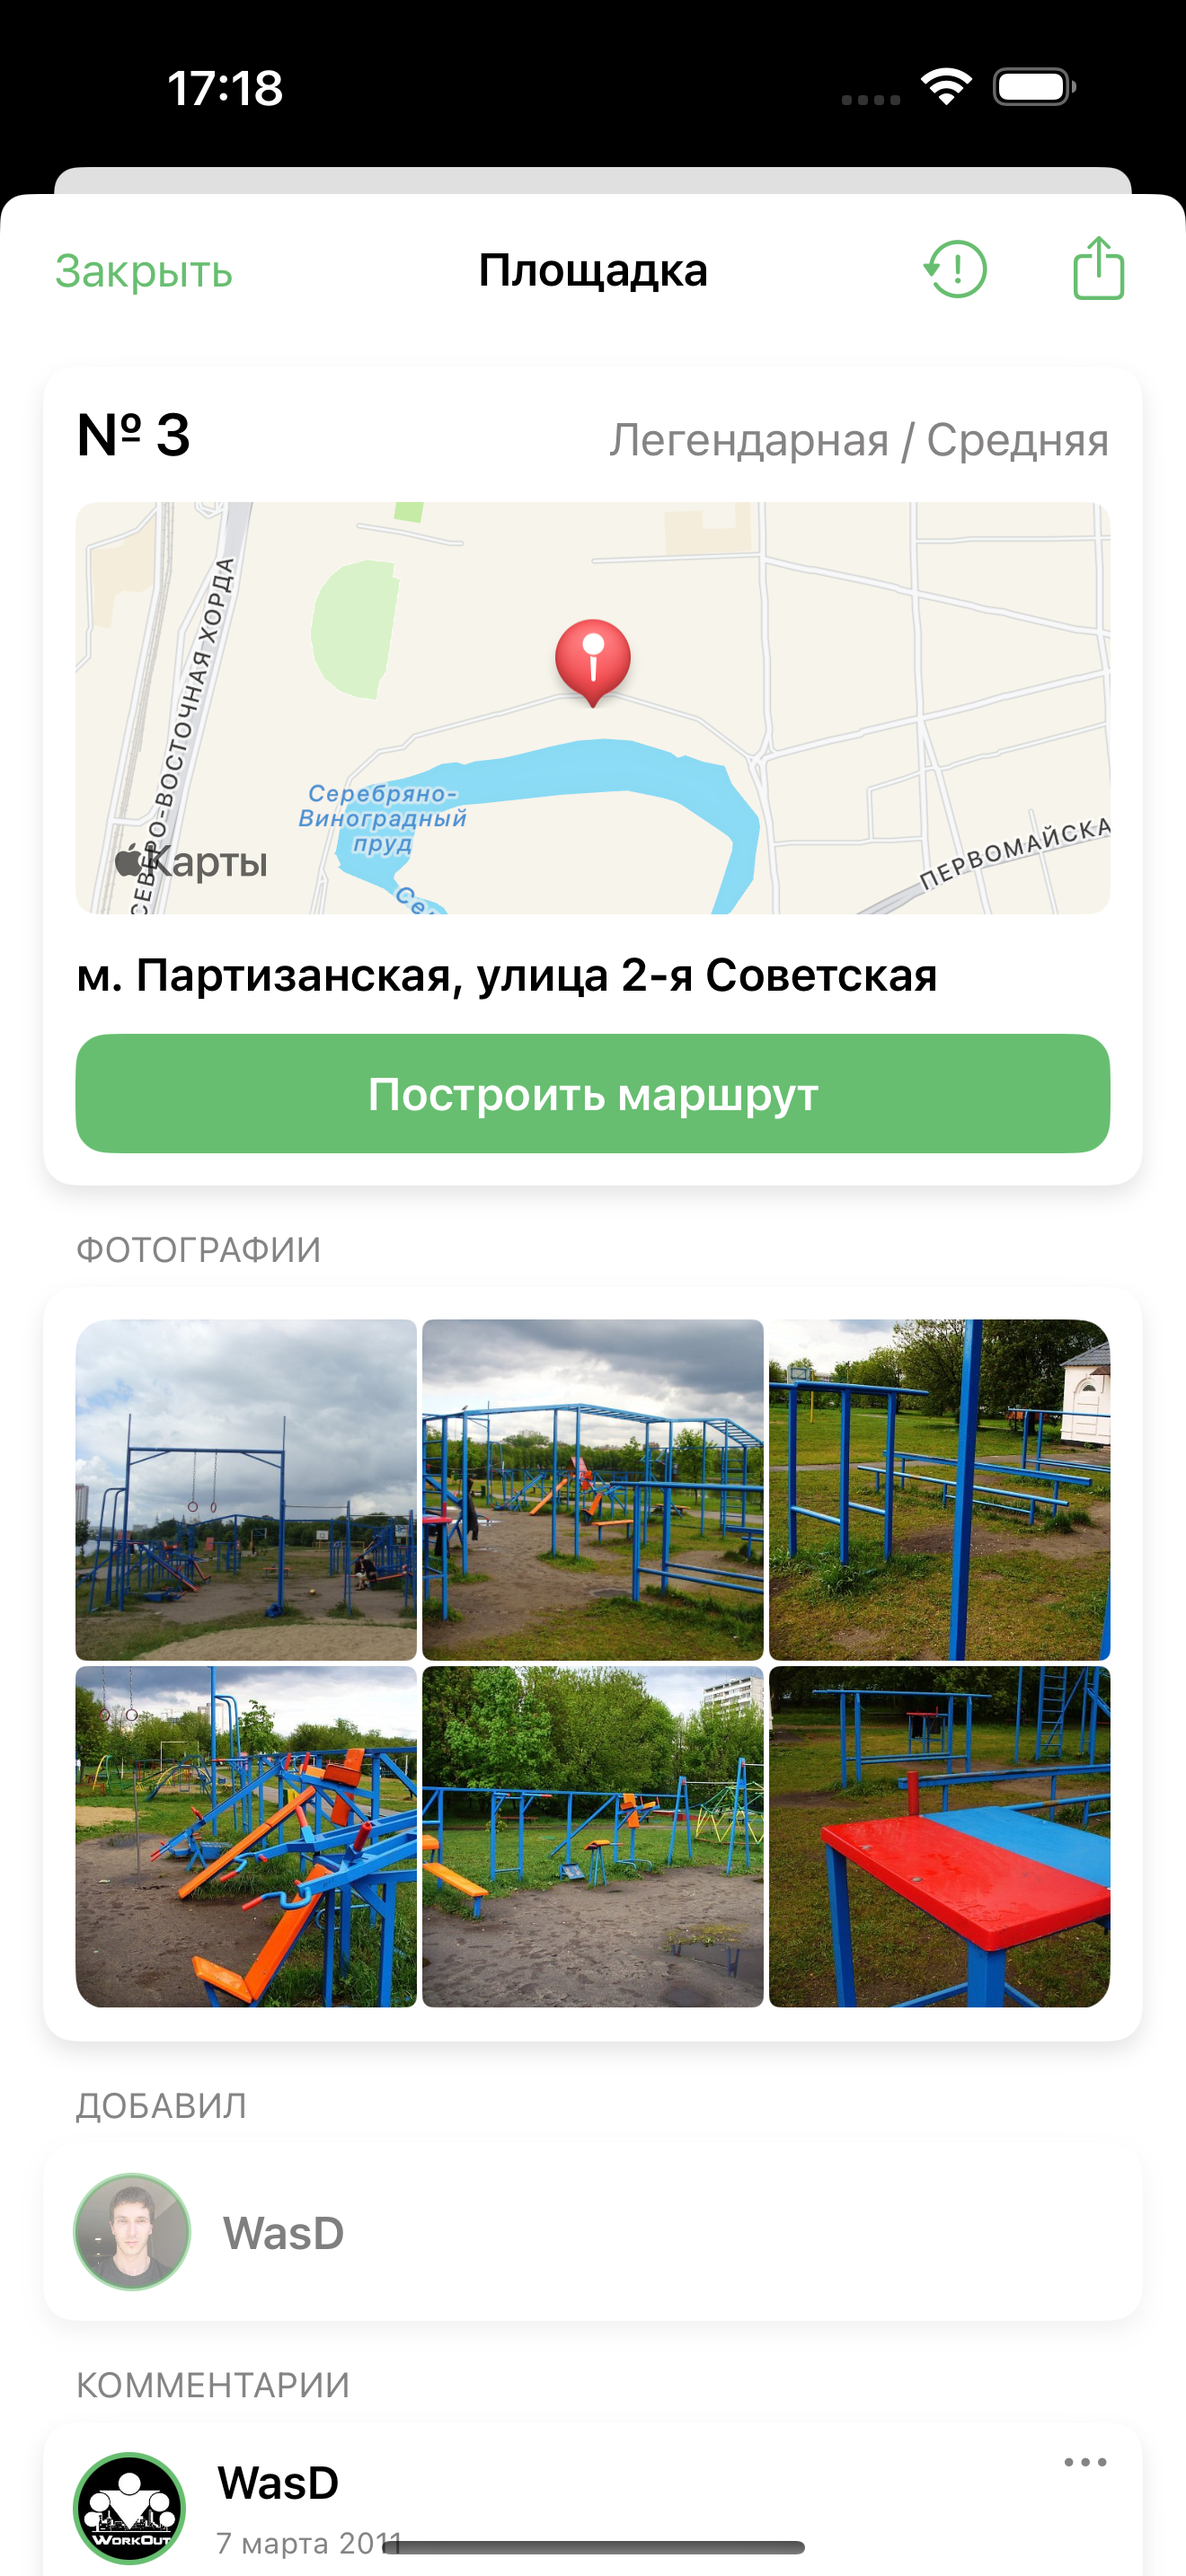 17:18
Закрыть
Площадка
№ 3
Легендарная / Средняя
СЕВЕРО-ВОСТОЧНАЯ ХОРДА
Серебряно-
Виноградный
пруд
Сер
Карты
ПЕРВОМАЙСКА
м. Партизанская, улица 2-я Советская
Построить маршрут
ФОТОГРАФИИ
ДОБАВИЛ
WasD
КОММЕНТАРИИ
WasD
WORKOUT
7 марта 2011